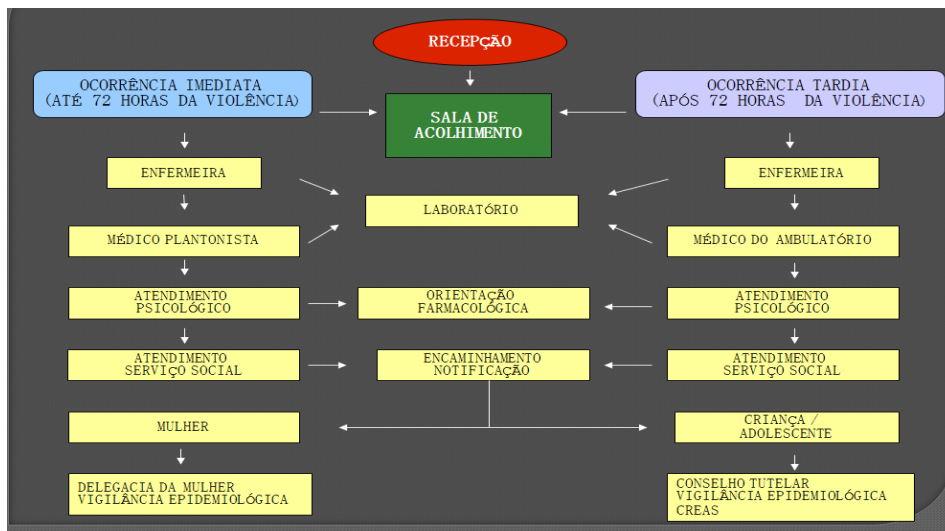 RECEPÇÃO
OCORRÊNCIA IMEDIATA
(ATÉ 72 HORAS DA VIOLÊNCIA)
OCORRÊNCIA TARDIA
(APÓS 72 HORAS DA VIOLÊNCIA)
SALA DE
ACOLHIMENTO
ENFERMEIRA
ENFERMEIRA
LABORATÓRIO
MÉDICO PLANTONISTA
MÉDICO DO AMBULATÓRIO
ATENDIMENTO
PSICOLÓGICO
ORIENTAÇÃO
FARMACOLÓGICA
ATENDIMENTO
PSICOLÓGICO
ATENDIMENTO
SERVIÇO SOCIAL
ENCAMINHAMENTO
NOTIFICAÇÃO
ATENDIMENTO
SERVIÇO SOCIAL
MULHER
CRIANÇA /
ADOLESCENTE
DELEGACIA DA MULHER
VIGILÂNCIA EPIDEMIOLÓGICA
CONSELHO TUTELAR
VIGILÂNCIA EPIDEMIOLÓGICA
CREAS